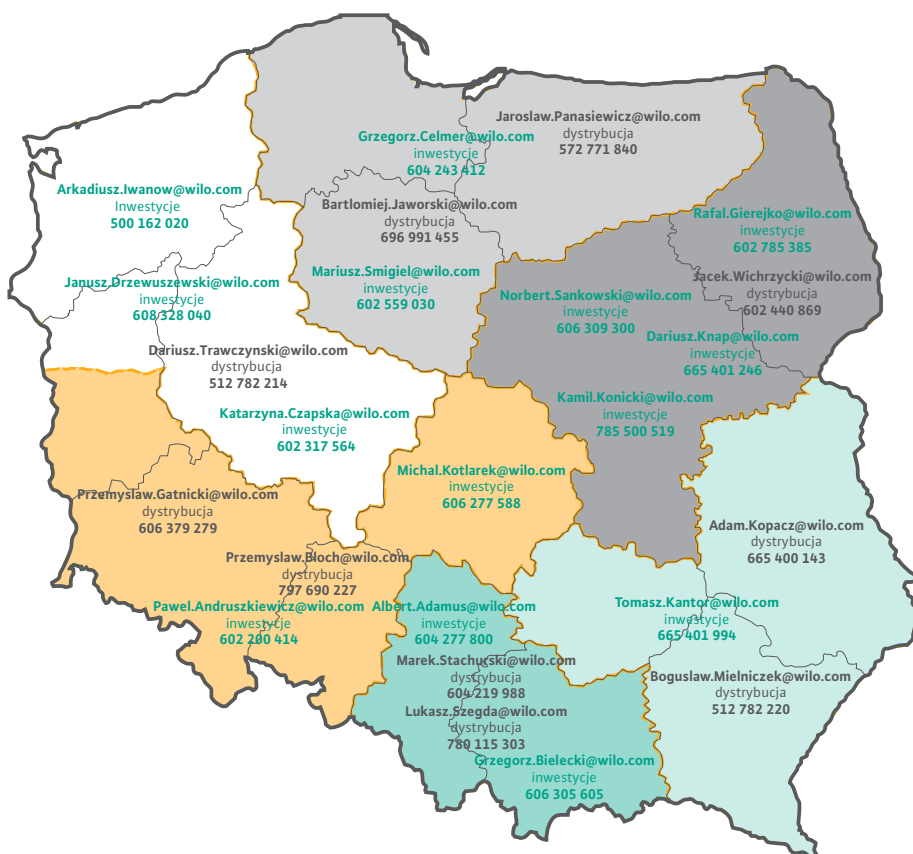 Jaroslaw.Panasiewicz@wilo.com
dystrybucja
572 771 840
Grzegorz.Celmer@wilo.com
inwestycje
604 243 412
Arkadiusz.Iwanow@wilo.com
Inwestycje
500 162 020
Bartlomiej.Jaworski@wilo.com
dystrybucja
696 991 455
Rafal.Gierejko@wilo.com
inwestycje
602 785 385
Janusz.Drzewuszewski@wilo.com
inwestycje
608 328 040
Mariusz.Smigiel@wilo.com
inwestycje
602 559 030
Norbert.Sankowski@wilo.com
inwestycje
606 309 300
Jacek.Wichrzycki@wilo.com
dystrybucja
602 440 869
Dariusz.Knap@wilo.com
inwestycje
665 401 246
Dariusz.Trawczynski@wilo.com
dystrybucja
512 782 214
Katarzyna.Czapska@wilo.com
inwestycje
602 317 564
Kamil.Konicki@wilo.com
inwestycje
785 500 519
Michal.Kotlarek@wilo.com
inwestycje
606 277 588
Przemyslaw.Gatnicki@wilo.com
dystrybucja
606 379 279
Adam.Kopacz@wilo.com
dystrybucja
665 400 143
Przemyslaw.Bloch@wilo.com
dystrybucja
797 690 227
Pawel.Andruszkiewicz@wilo.com
inwestycje
602 200 414
Albert.Adamus@wilo.com
inwestycje
604 277 800
Tomasz.Kantor@wilo.com
inwestycje
665 401 994
Marek.Stachurski@wilo.com
dystrybucja
604 219 988
Boguslaw.Mielniczek@wilo.com
dystrybucja
512 782 220
Lukasz.Szegda@wilo.com
dystrybucja
780 115 303
Grzegorz.Bielecki@wilo.com
inwestycje
606 305 605